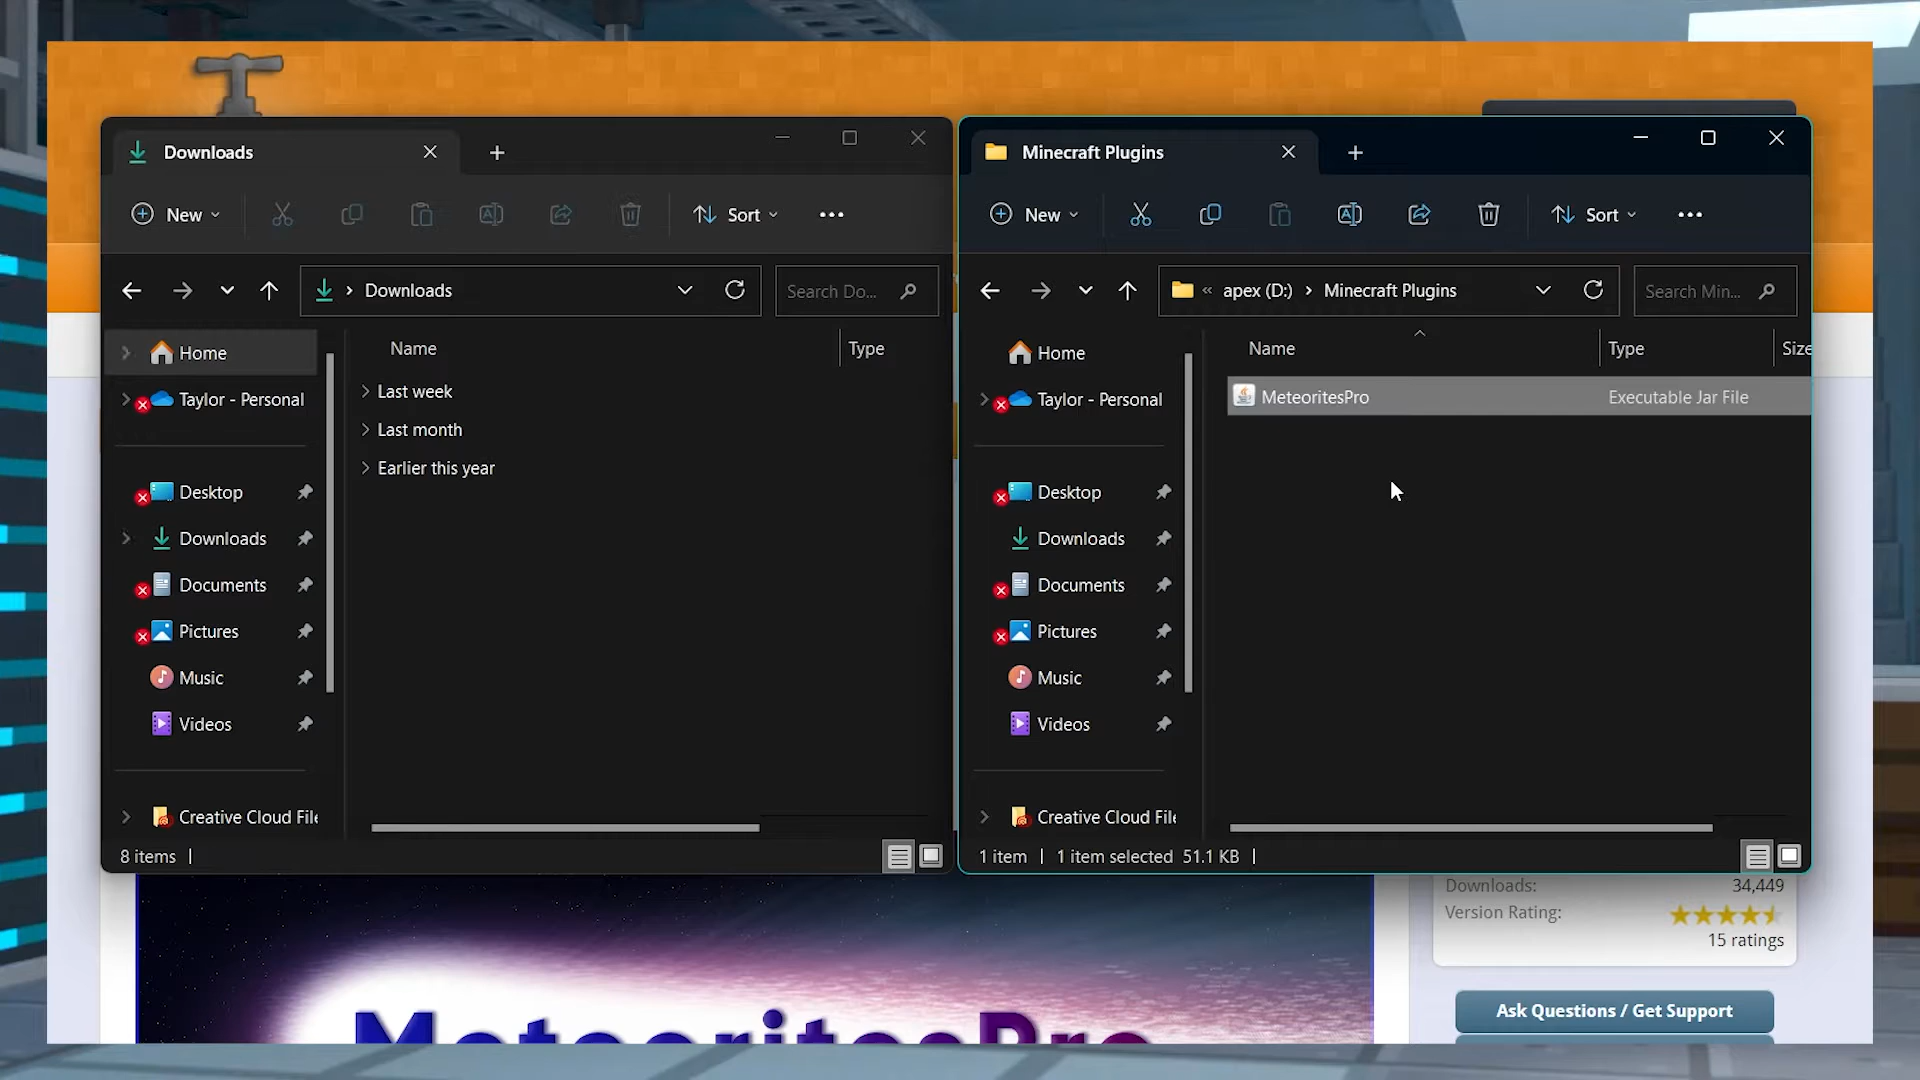 Downloads
New
Sort
Downloads
Search Do...
Home
Taylor - Personal
Desktop
Downloads
Documents
Pictures
Music
Videos
Creative Cloud File
Name
Type
Last week
Last month
Earlier this year
8 items
Minecraft Plugins
New
Sort
« apex (D:) > Minecraft Plugins
Search Min...
Home
Taylor - Personal
Desktop
Downloads
Documents
Pictures
Music
Videos
Creative Cloud File
Name
Type
Size
MeteoritesPro
Executable Jar File
1 item
1 item selected 51.1 KB
Downloads: 34,449
Version Rating:
15 ratings
Ask Questions / Get Support
MeteoritesPro